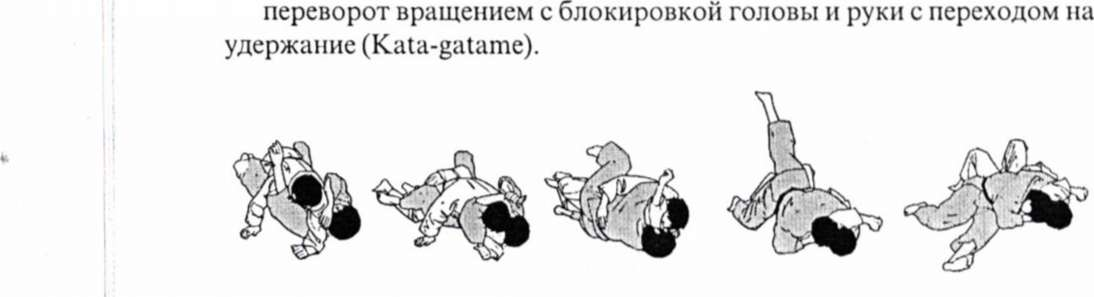 переворот вращением с блокировкой головы и руки с переходом на
удержание (Kata-gatame).